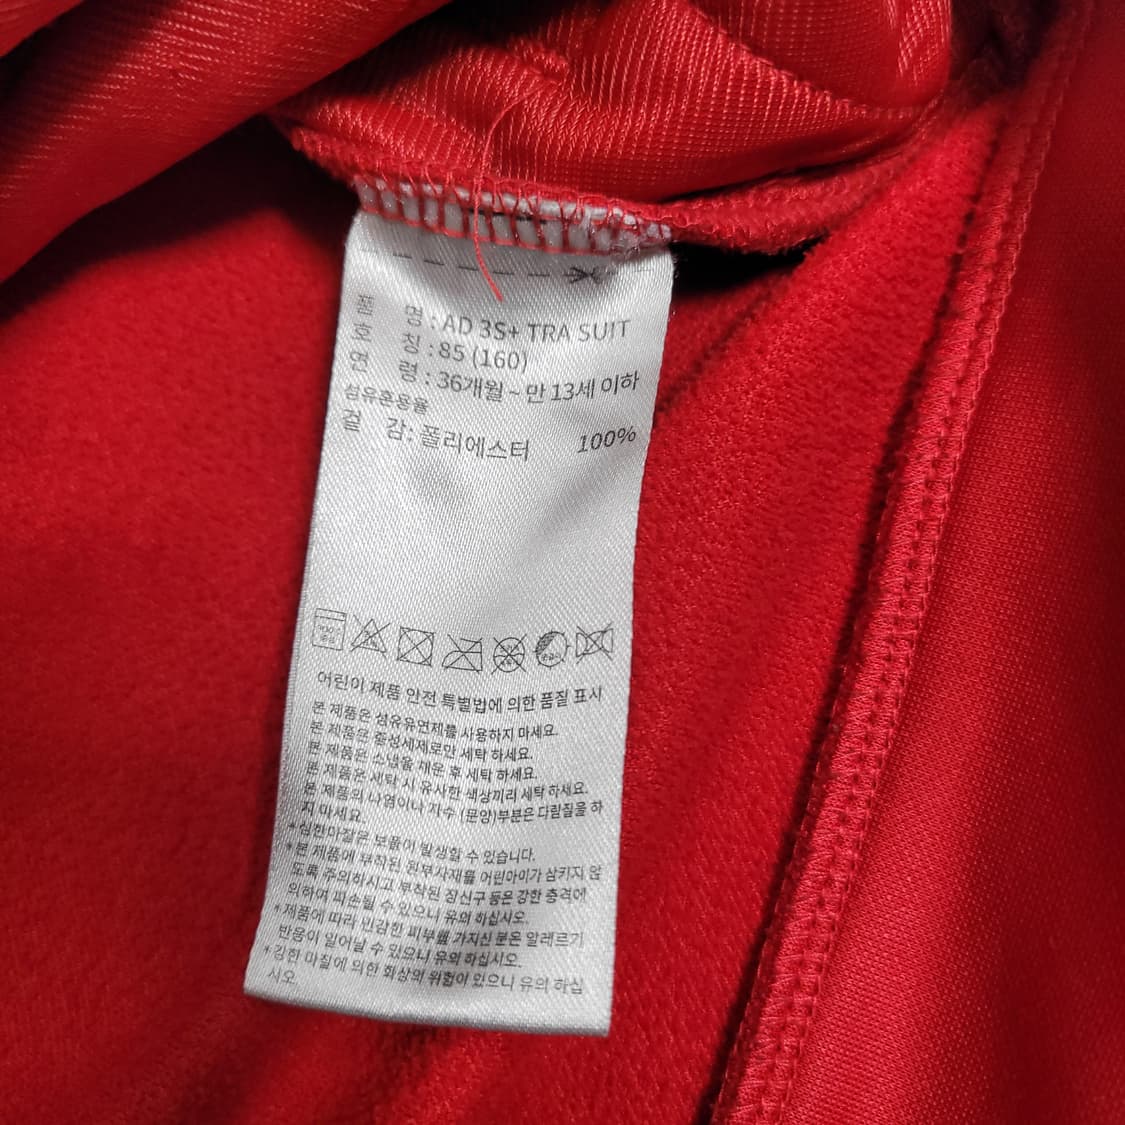 품 명 : AD 3S+ TRA SUIT
호 칭 : 85 (160)
연 령 : 36개월 ~ 만 13세 이하
섬유혼용율
겉 감: 폴리에스터 100%
어린이 제품 안전 특별법에 의한 품질 표시
본 제품은 섬유유연제를 사용하지 마세요.
본 제품은 중성세제로만 세탁 하세요.
본 제품은 소냅을 채운 후 세탁 하세요.
본 제품은 세탁 시 유사한 색상끼리 세탁 하세요.
본 제품의 나염이나 자수 (문양)부분은 다림질을 하
지 마세요.
*심한마찰은 보풀이 발생할 수 있습니다.
*본 제품에 부착된 원부자재를 어린아이가 삼키지 않
도록 주의하시고 부착된 장신구 등은 강한 충격에
의하여 파손될 수 있으니 유의 하십시오.
*제품에 따라 민감한 피부를 가지신 분은 알레르기
반응이 일어날 수 있으니 유의 하십시오.
*강한 마찰에 의한 화상의 위험이 있으니 유의 하십
시오.